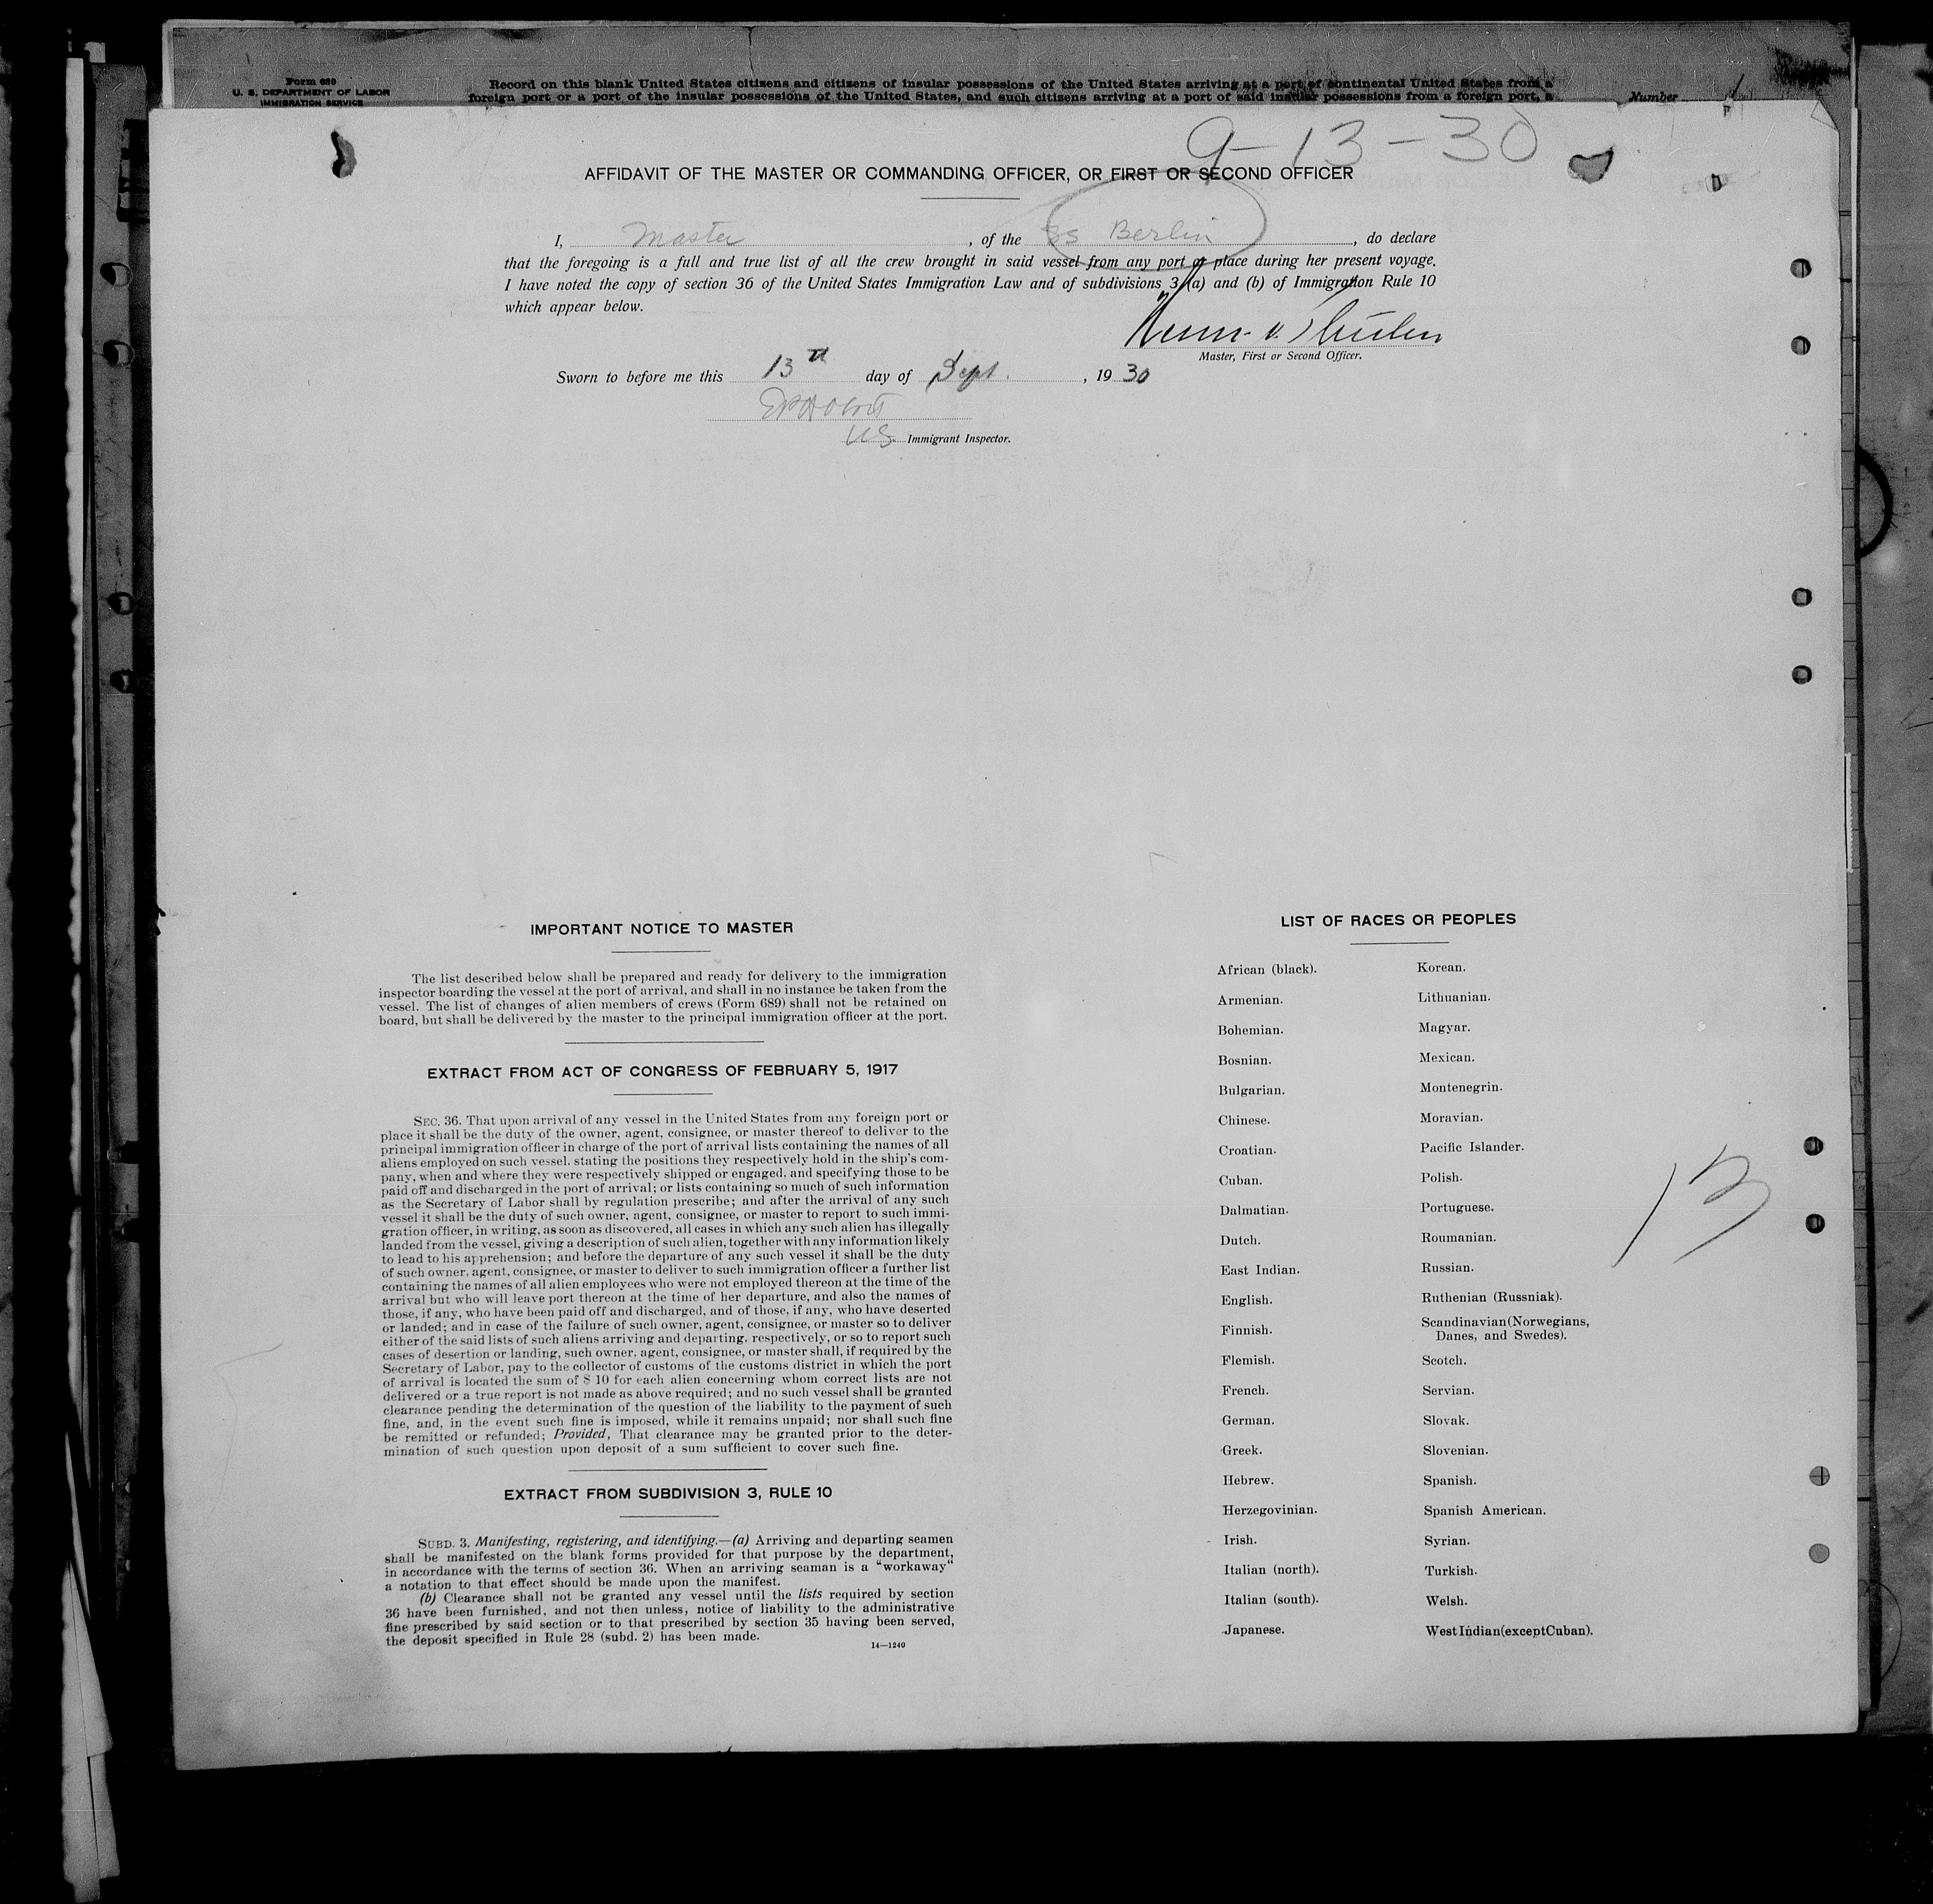 Form 689
U. S. DEPARTMENT OF LABOR
IMMIGRATION SERVICE
Record on this blank United States citizens and citizens of insular possessions of the United States arriving at a port of continental United States from a
foreign port or a port of the insular possessions of the United States, and such citizens arriving at a port of said insular possessions from a foreign port, a
Number 1
9-13-30
AFFIDAVIT OF THE MASTER OR COMMANDING OFFICER, OR FIRST OR SECOND OFFICER
I, Master, of the SS Berlin, do declare
that the foregoing is a full and true list of all the crew brought in said vessel from any port or place during her present voyage.
I have noted the copy of section 36 of the United States Immigration Law and of subdivisions 3 (a) and (b) of Immigration Rule 10
which appear below.
Master, First or Second Officer.
Sworn to before me this 13th day of Sept., 1930
U.S. Immigrant Inspector.
IMPORTANT NOTICE TO MASTER
The list described below shall be prepared and ready for delivery to the immigration
inspector boarding the vessel at the port of arrival, and shall in no instance be taken from the
vessel. The list of changes of alien members of crews (Form 689) shall not be retained on
board, but shall be delivered by the master to the principal immigration officer at the port.
EXTRACT FROM ACT OF CONGRESS OF FEBRUARY 5, 1917
SEC. 36. That upon arrival of any vessel in the United States from any foreign port or
place it shall be the duty of the owner, agent, consignee, or master thereof to deliver to the
principal immigration officer in charge of the port of arrival lists containing the names of all
aliens employed on such vessel. stating the positions they respectively hold in the ship's com-
pany, when and where they were respectively shipped or engaged. and specifying those to be
paid off and discharged in the port of arrival; or lists containing so much of such information
as the Secretary of Labor shall by regulation prescribe; and after the arrival of any such
vessel it shall be the duty of such owner, agent, consignee, or master to report to such immi-
gration officer, in writing, as soon as discovered, all cases in which any such alien has illegally
landed from the vessel, giving a description of such alien, together with any information likely
to lead to his apprehension; and before the departure of any such vessel it shall be the duty
of such owner, agent, consignee, or master to deliver to such immigration officer a further list
containing the names of all alien employees who were not employed thereon at the time of the
arrival but who will leave port thereon at the time of her departure, and also the names of
those, if any, who have been paid off and discharged, and of those, if any, who have deserted
or landed; and in case of the failure of such owner, agent, consignee, or master so to deliver
either of the said lists of such aliens arriving and departing, respectively, or so to report such
cases of desertion or landing, such owner, agent, consignee, or master shall, if required by the
Secretary of Labor, pay to the collector of customs of the customs district in which the port
of arrival is located the sum of $ 10 for each alien concerning whom correct lists are not
delivered or a true report is not made as above required; and no such vessel shall be granted
clearance pending the determination of the question of the liability to the payment of such
fine, and, in the event such fine is imposed, while it remains unpaid; nor shall such fine
be remitted or refunded; Provided, That clearance may be granted prior to the deter-
mination of such question upon deposit of a sum sufficient to cover such fine.
EXTRACT FROM SUBDIVISION 3, RULE 10
SUBD. 3. Manifesting, registering, and identifying.—(a) Arriving and departing seamen
shall be manifested on the blank forms provided for that purpose by the department,
in accordance with the terms of section 36. When an arriving seaman is a "workaway"
a notation to that effect should be made upon the manifest.
(b) Clearance shall not be granted any vessel until the lists required by section
36 have been furnished, and not then unless, notice of liability to the administrative
fine prescribed by said section or to that prescribed by section 35 having been served,
the deposit specified in Rule 28 (subd. 2) has been made.
14—1240
LIST OF RACES OR PEOPLES
African (black).
Armenian.
Bohemian.
Bosnian.
Bulgarian.
Chinese.
Croatian.
Cuban.
Dalmatian.
Dutch.
East Indian.
English.
Finnish.
Flemish.
French.
German.
Greek.
Hebrew.
Herzegovinian.
Irish.
Italian (north).
Italian (south).
Japanese.
Korean.
Lithuanian.
Magyar.
Mexican.
Montenegrin.
Moravian.
Pacific Islander.
Polish.
Portuguese.
Roumanian.
Russian.
Ruthenian (Russniak).
Scandinavian (Norwegians,
Danes, and Swedes).
Scotch.
Servian.
Slovak.
Slovenian.
Spanish.
Spanish American.
Syrian.
Turkish.
Welsh.
West Indian (except Cuban).
13